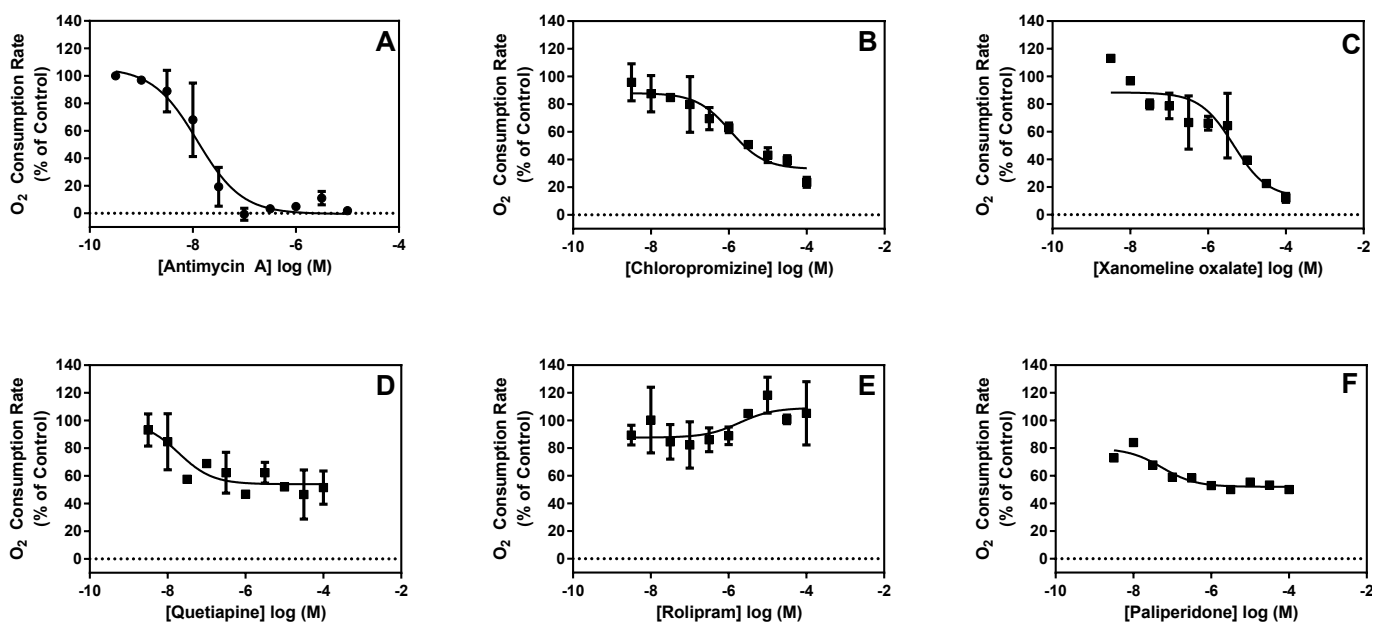 A
O2 Consumption Rate
(% of Control)
140
120
100
80
60
40
20
0
-10 -8 -6 -4
[Antimycin A] log (M)
B
O2 Consumption Rate
(% of Control)
140
120
100
80
60
40
20
0
-10 -8 -6 -4 -2
[Chloropromizine] log (M)
C
O2 Consumption Rate
(% of Control)
140
120
100
80
60
40
20
0
-10 -8 -6 -4 -2
[Xanomeline oxalate] log (M)
D
O2 Consumption Rate
(% of Control)
140
120
100
80
60
40
20
0
-10 -8 -6 -4 -2
[Quetiapine] log (M)
E
O2 Consumption Rate
(% of Control)
140
120
100
80
60
40
20
0
-10 -8 -6 -4 -2
[Rolipram] log (M)
F
O2 Consumption Rate
(% of Control)
140
120
100
80
60
40
20
0
-10 -8 -6 -4 -2
[Paliperidone] log (M)